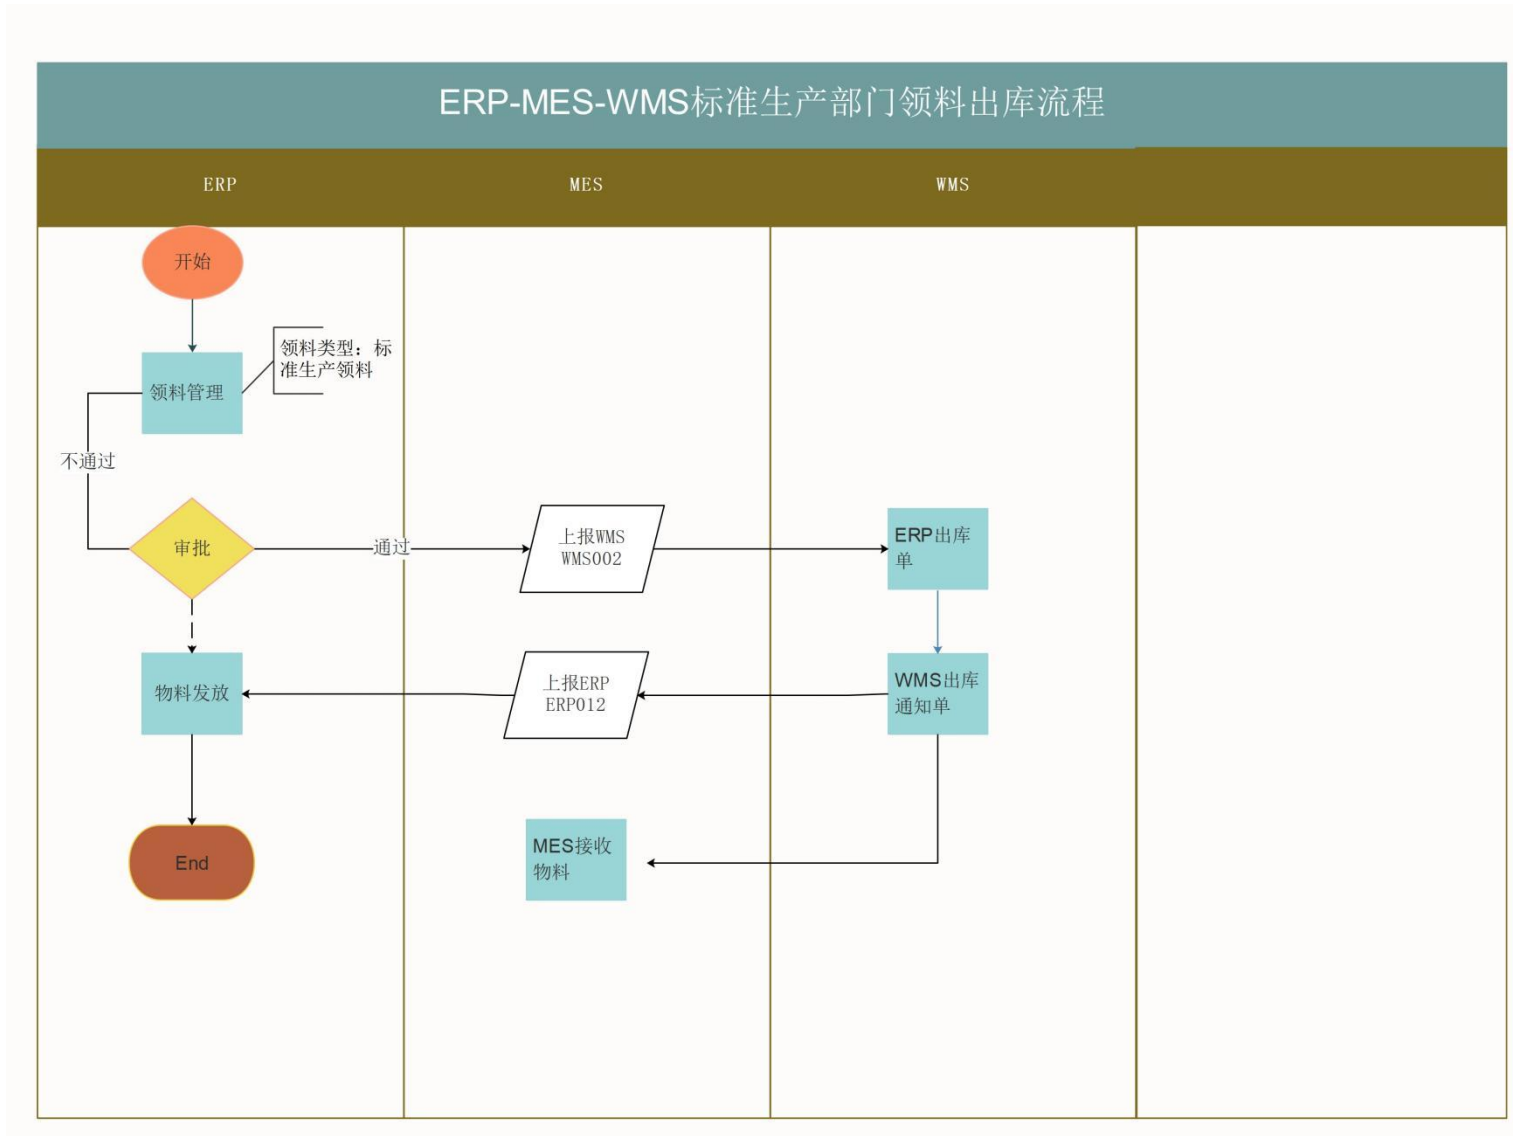 ERP-MES-WMS标准生产部门领料出库流程
ERP
MES
WMS
开始
领料类型：标
准生产领料
领料管理
不通过
审批
通过
上报WMS
WMS002
ERP出库
单
物料发放
上报ERP
ERP012
WMS出库
通知单
End
MES接收
物料